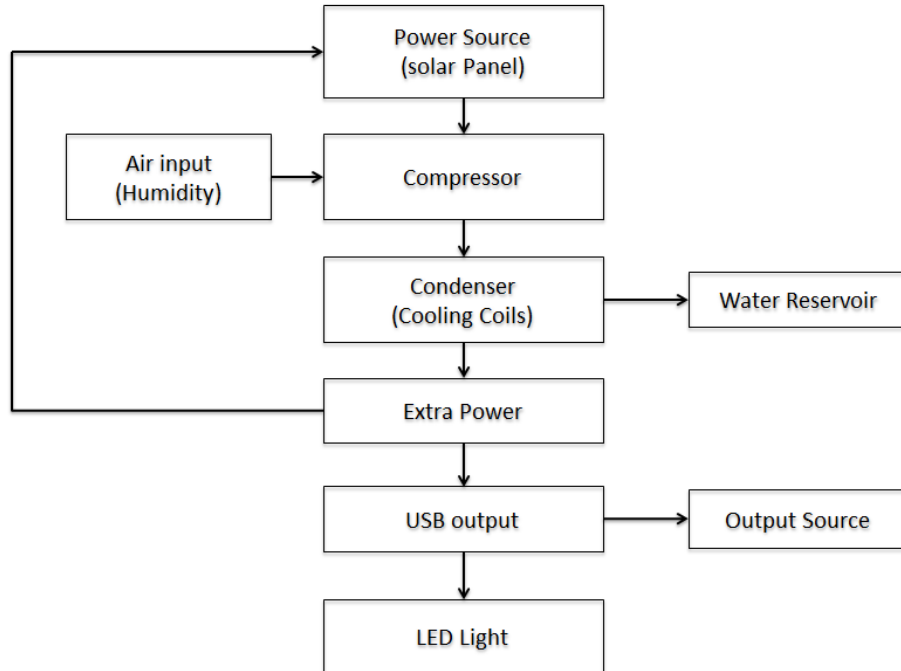 Power Source
(solar Panel)
Air input
(Humidity)
Compressor
Condenser
(Cooling Coils)
Water Reservoir
Extra Power
USB output
Output Source
LED Light